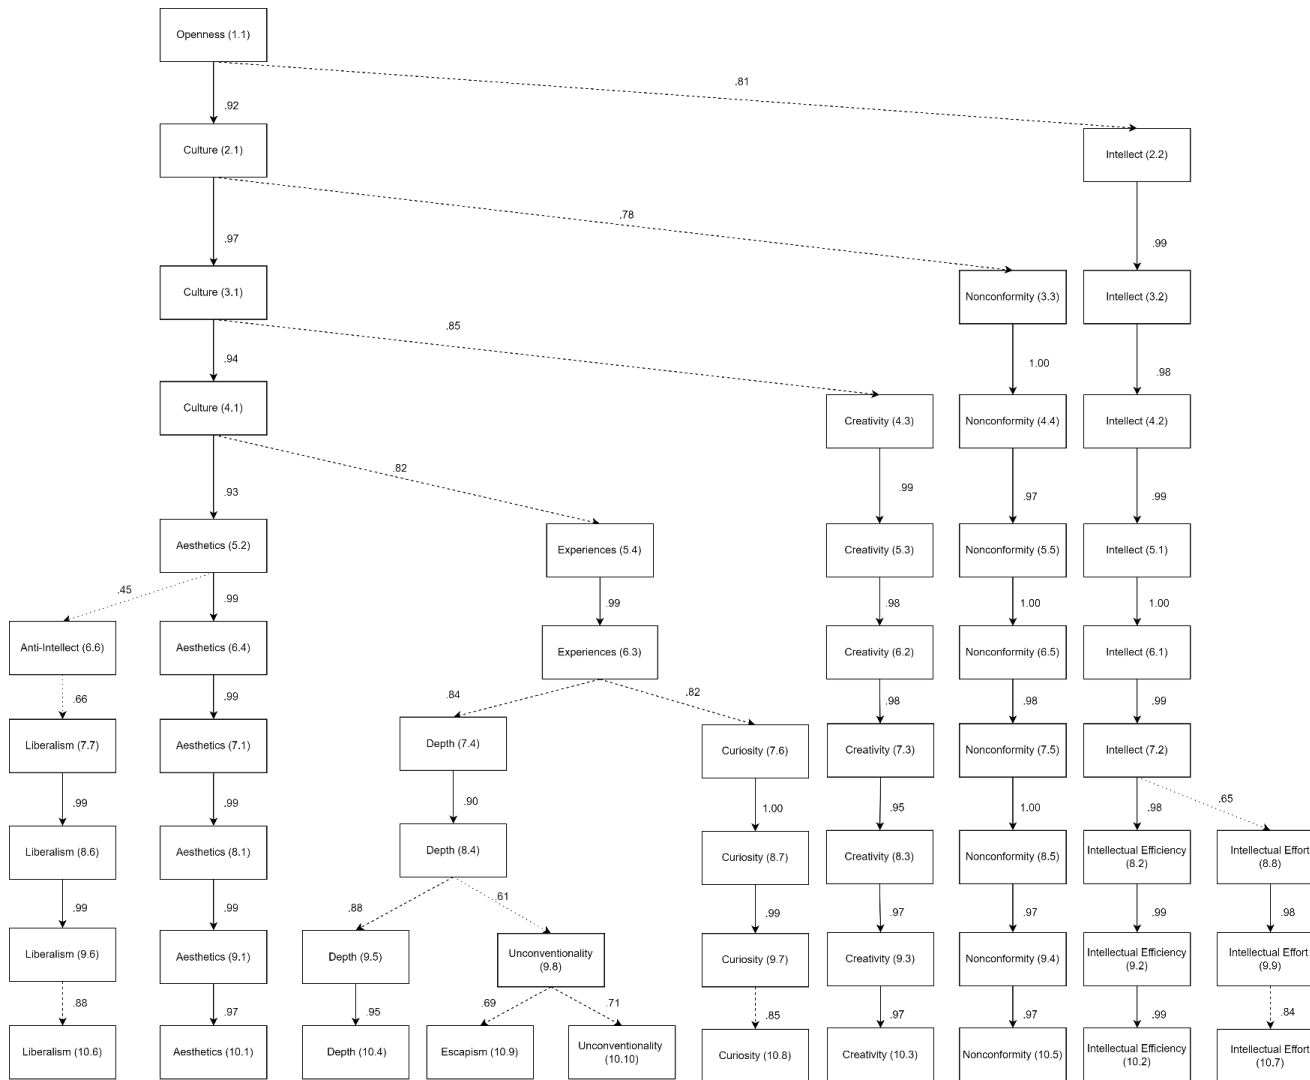 Openness (1.1)
.81
.92
Culture (2.1)
Intellect (2.2)
.78
.97
.99
Culture (3.1)
Nonconformity (3.3)
Intellect (3.2)
.85
.94
1.00
.98
Culture (4.1)
Creativity (4.3)
Nonconformity (4.4)
Intellect (4.2)
.82
.93
.99
.97
.99
Aesthetics (5.2)
Experiences (5.4)
Creativity (5.3)
Nonconformity (5.5)
Intellect (5.1)
.45
.99
.99
.98
1.00
1.00
Anti-Intellect (6.6)
Aesthetics (6.4)
Experiences (6.3)
Creativity (6.2)
Nonconformity (6.5)
Intellect (6.1)
.66
.99
.84
.82
.98
.98
.99
Liberalism (7.7)
Aesthetics (7.1)
Depth (7.4)
Curiosity (7.6)
Creativity (7.3)
Nonconformity (7.5)
Intellect (7.2)
.99
.99
.90
1.00
.95
1.00
.98
.65
Liberalism (8.6)
Aesthetics (8.1)
Depth (8.4)
Curiosity (8.7)
Creativity (8.3)
Nonconformity (8.5)
Intellectual Efficiency
(8.2)
Intellectual Effort
(8.8)
.99
.99
.88
.61
.99
.97
.97
.99
.98
Liberalism (9.6)
Aesthetics (9.1)
Depth (9.5)
Unconventionality
(9.8)
Curiosity (9.7)
Creativity (9.3)
Nonconformity (9.4)
Intellectual Efficiency
(9.2)
Intellectual Effort
(9.9)
.88
.97
.95
.69
.71
.85
.97
.97
.99
.84
Liberalism (10.6)
Aesthetics (10.1)
Depth (10.4)
Escapism (10.9)
Unconventionality
(10.10)
Curiosity (10.8)
Creativity (10.3)
Nonconformity (10.5)
Intellectual Efficiency
(10.2)
Intellectual Effort
(10.7)